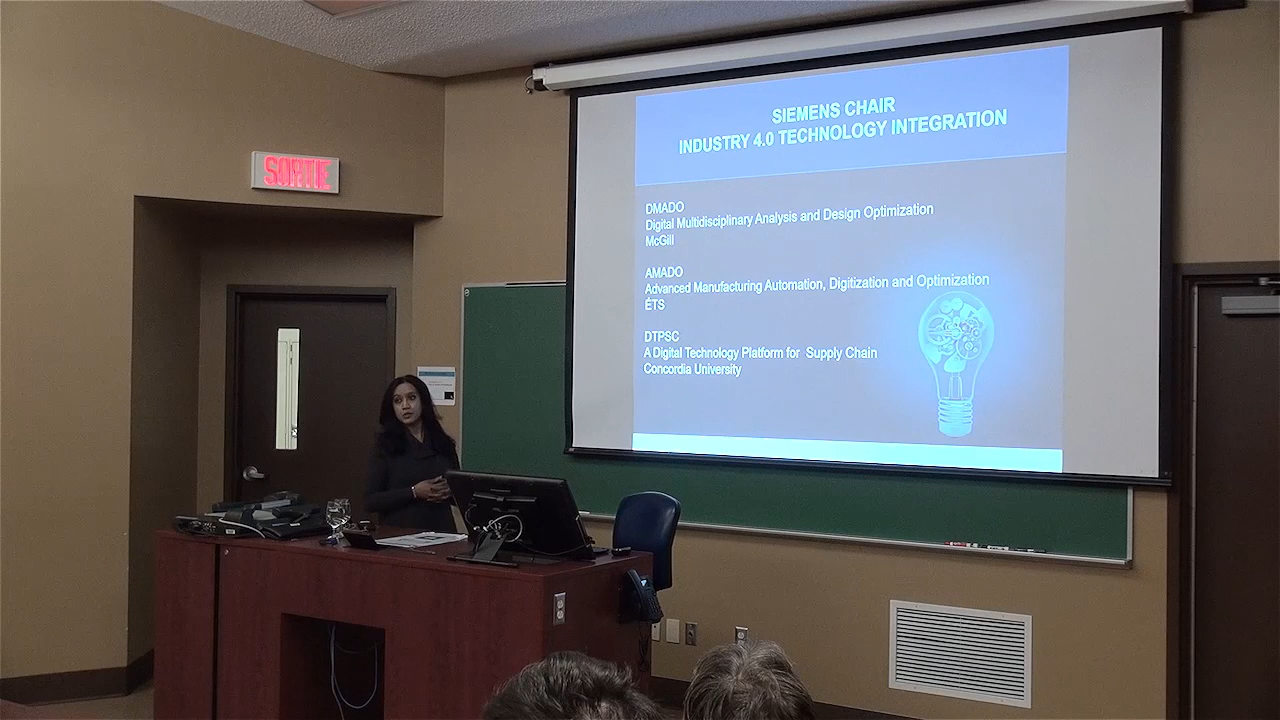 SORTIE
SIEMENS CHAIR
INDUSTRY 4.0 TECHNOLOGY INTEGRATION
DMADO
Digital Multidisciplinary Analysis and Design Optimization
McGill
AMADO
Advanced Manufacturing Automation, Digitization and Optimization
ÉTS
DTPSC
A Digital Technology Platform for Supply Chain
Concordia University